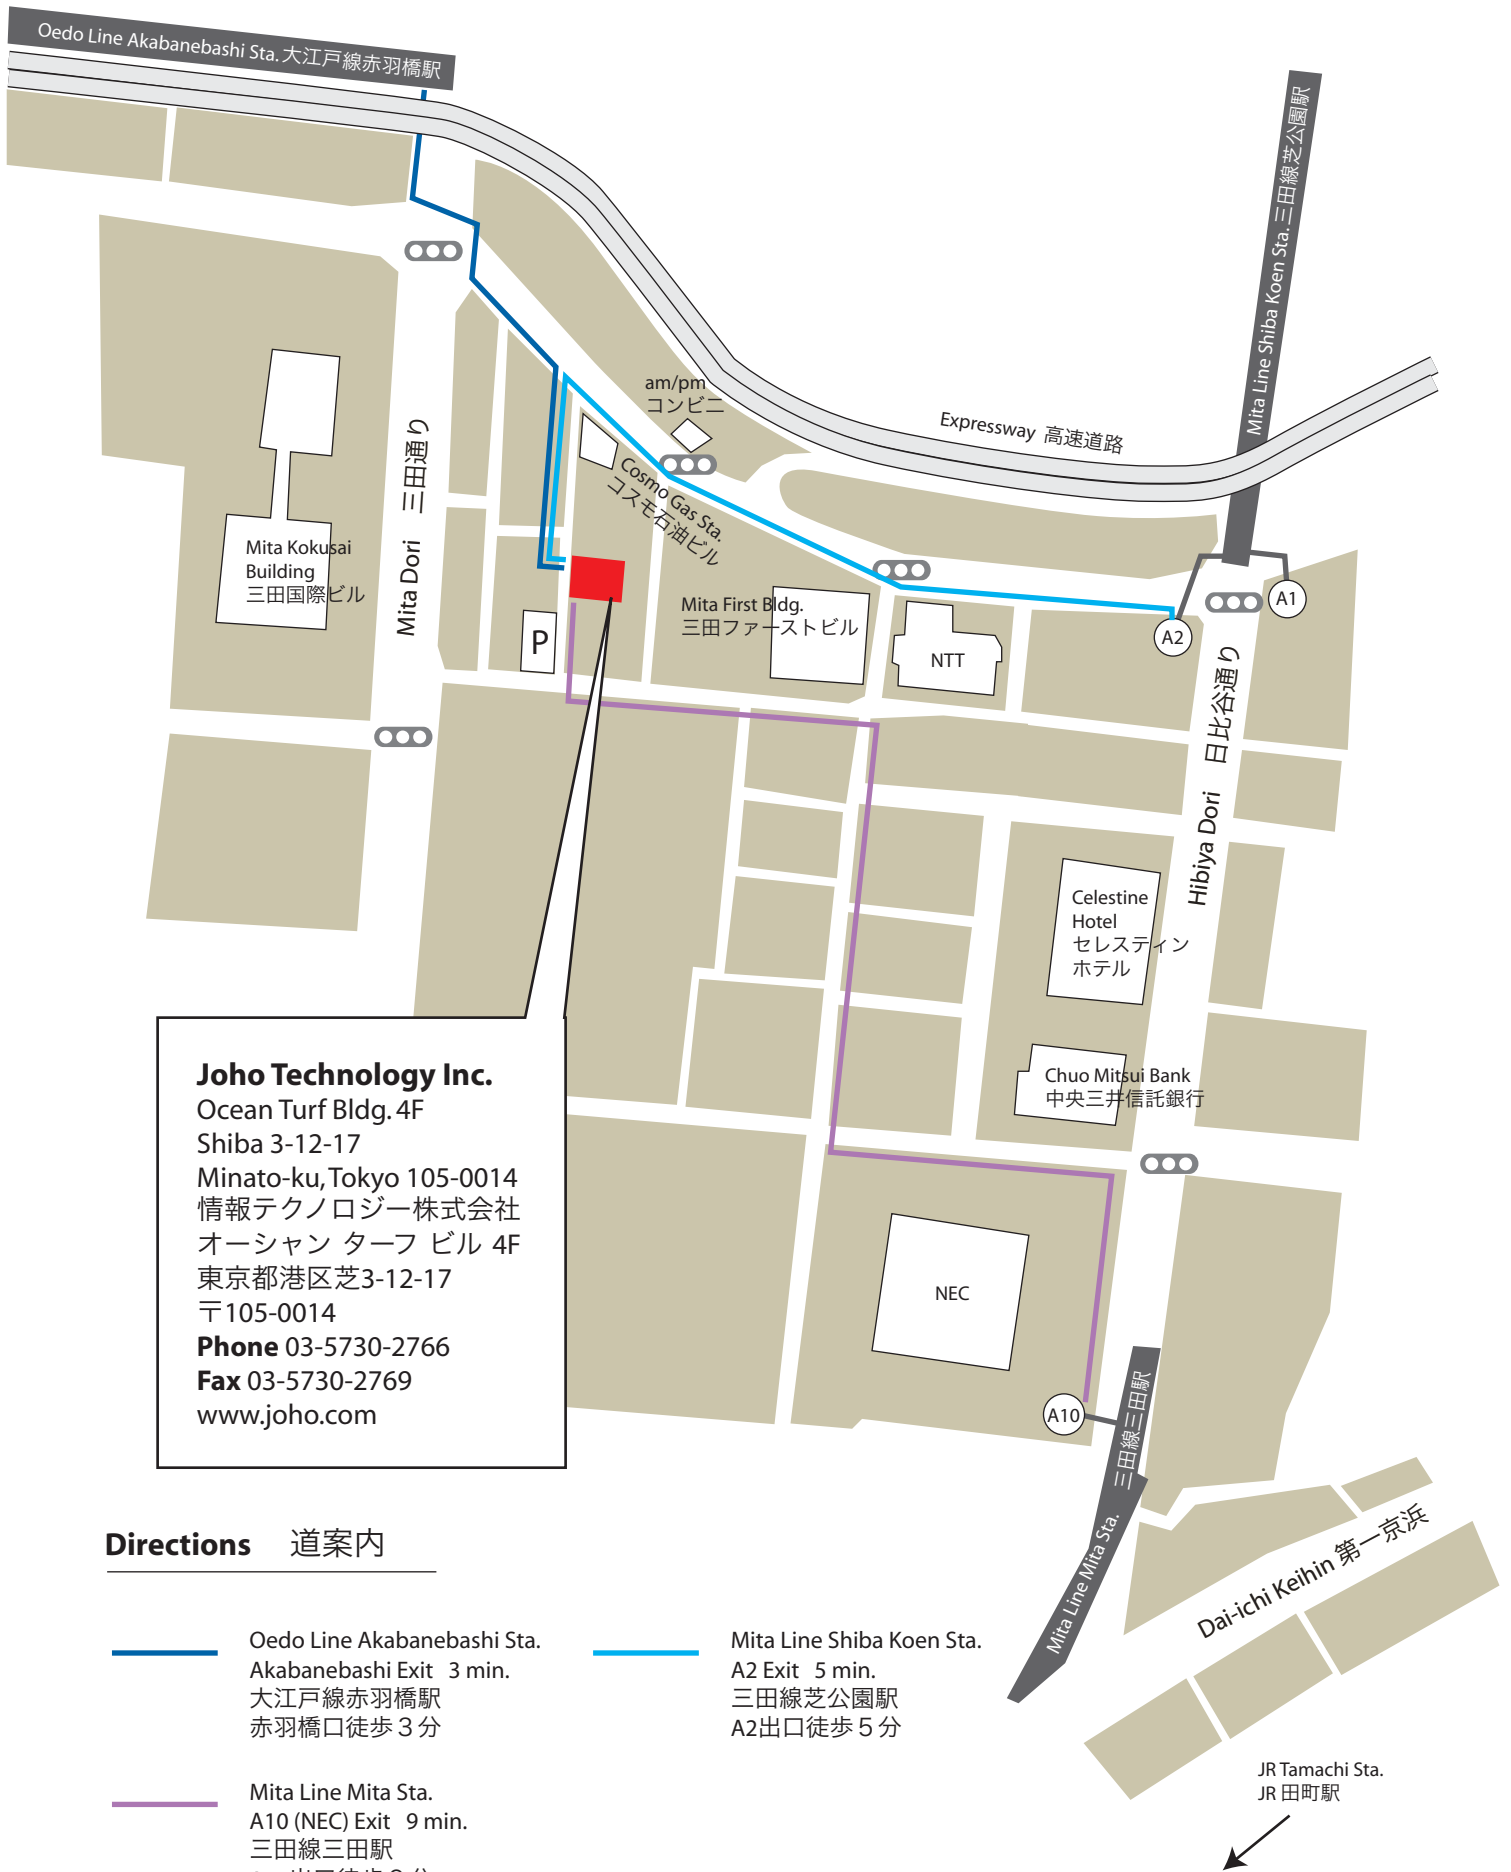 Oedo Line Akabanebashi Sta. 大江戸線赤羽橋駅
Mita Line Shiba Koen Sta. 三田線芝公園駅
am/pm
コンビニ
Expressway 高速道路
Mita Dori 三田通り
Cosmo Gas Sta.
コスモ石油ビル
Mita Kokusai
Building
三田国際ビル
Mita First Bldg.
三田ファーストビル
P
NTT
A1
A2
Hibiya Dori 日比谷通り
Celestine
Hotel
セレスティン
ホテル
Chuo Mitsui Bank
中央三井信託銀行
Joho Technology Inc.
Ocean Turf Bldg. 4F
Shiba 3-12-17
Minato-ku, Tokyo 105-0014
情報テクノロジー株式会社
オーシャン ターフ ビル 4F
東京都港区芝3-12-17
〒105-0014
Phone 03-5730-2766
Fax 03-5730-2769
www.joho.com
NEC
A10
Mita Line Mita Sta. 三田線三田駅
Dai-ichi Keihin 第一京浜
JR Tamachi Sta.
JR 田町駅
Directions 道案内
Oedo Line Akabanebashi Sta.
Akabanebashi Exit 3 min.
大江戸線赤羽橋駅
赤羽橋口徒歩３分
Mita Line Shiba Koen Sta.
A2 Exit 5 min.
三田線芝公園駅
A2出口徒歩５分
Mita Line Mita Sta.
A10 (NEC) Exit 9 min.
三田線三田駅